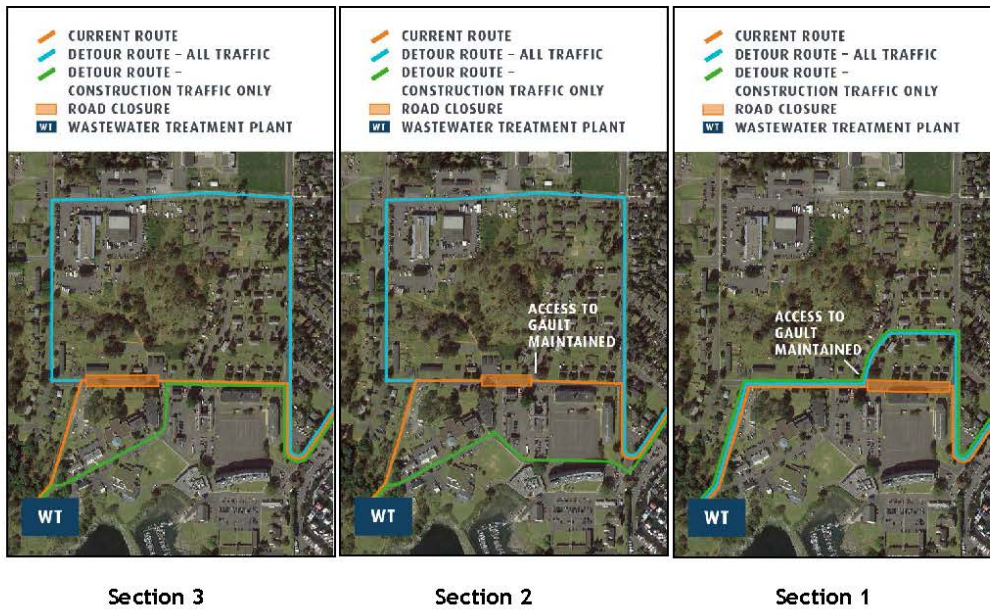 CURRENT ROUTE
DETOUR ROUTE – ALL TRAFFIC
DETOUR ROUTE –
CONSTRUCTION TRAFFIC ONLY
ROAD CLOSURE
WT WASTEWATER TREATMENT PLANT
WT
Section 3
CURRENT ROUTE
DETOUR ROUTE – ALL TRAFFIC
DETOUR ROUTE –
CONSTRUCTION TRAFFIC ONLY
ROAD CLOSURE
WT WASTEWATER TREATMENT PLANT
ACCESS TO
GAULT
MAINTAINED
WT
Section 2
CURRENT ROUTE
DETOUR ROUTE – ALL TRAFFIC
DETOUR ROUTE –
CONSTRUCTION TRAFFIC ONLY
ROAD CLOSURE
WT WASTEWATER TREATMENT PLANT
ACCESS TO
GAULT
MAINTAINED
WT
Section 1